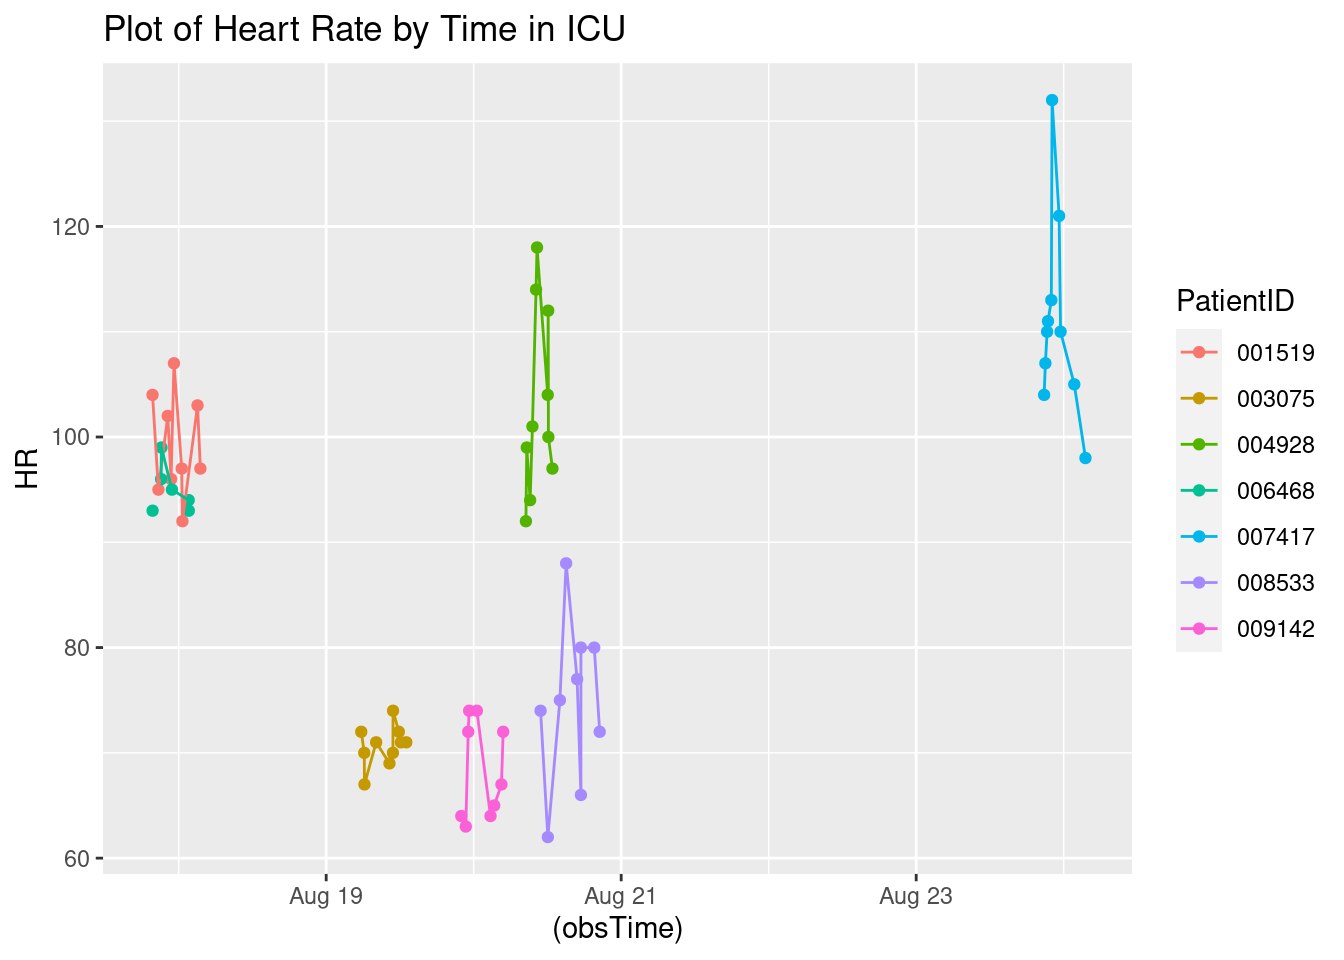 Plot of Heart Rate by Time in ICU
HR
120
100
80
60
Aug 19
Aug 21
Aug 23
(obsTime)
PatientID
001519
003075
004928
006468
007417
008533
009142